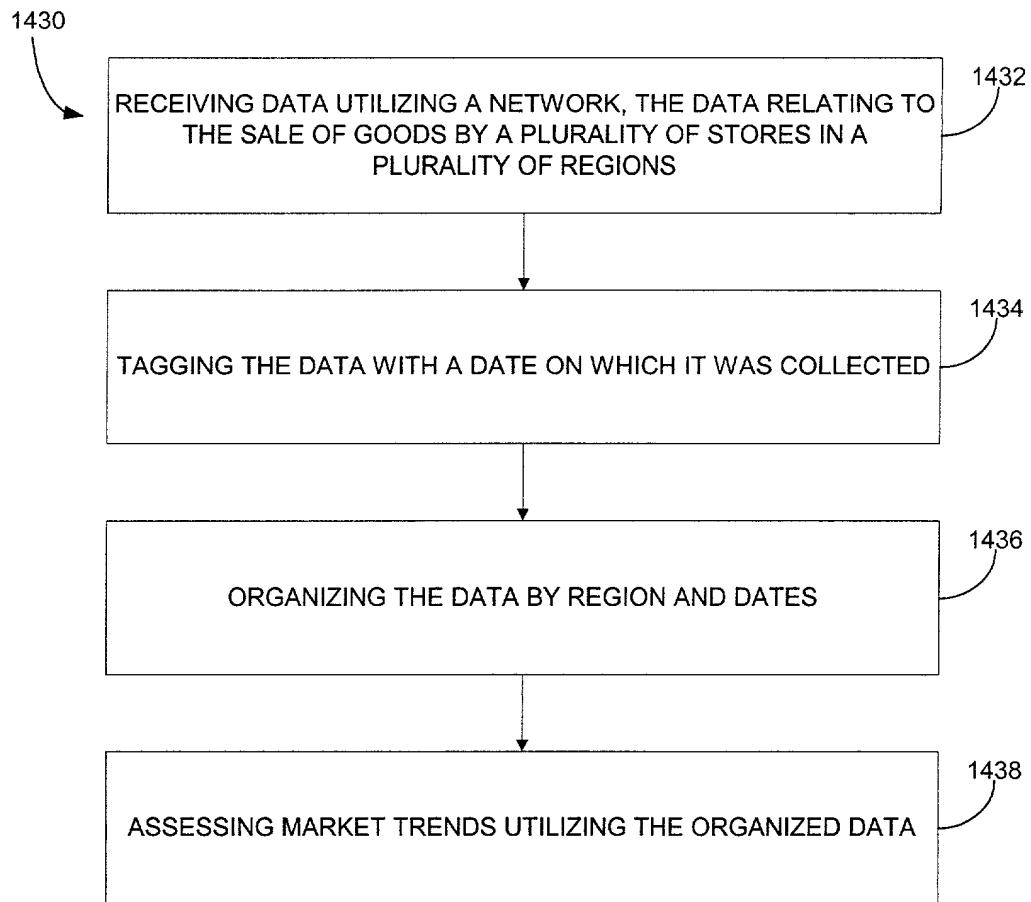 1430
1432
RECEIVING DATA UTILIZING A NETWORK, THE DATA RELATING TO
THE SALE OF GOODS BY A PLURALITY OF STORES IN A
PLURALITY OF REGIONS
1434
TAGGING THE DATA WITH A DATE ON WHICH IT WAS COLLECTED
1436
ORGANIZING THE DATA BY REGION AND DATES
1438
ASSESSING MARKET TRENDS UTILIZING THE ORGANIZED DATA